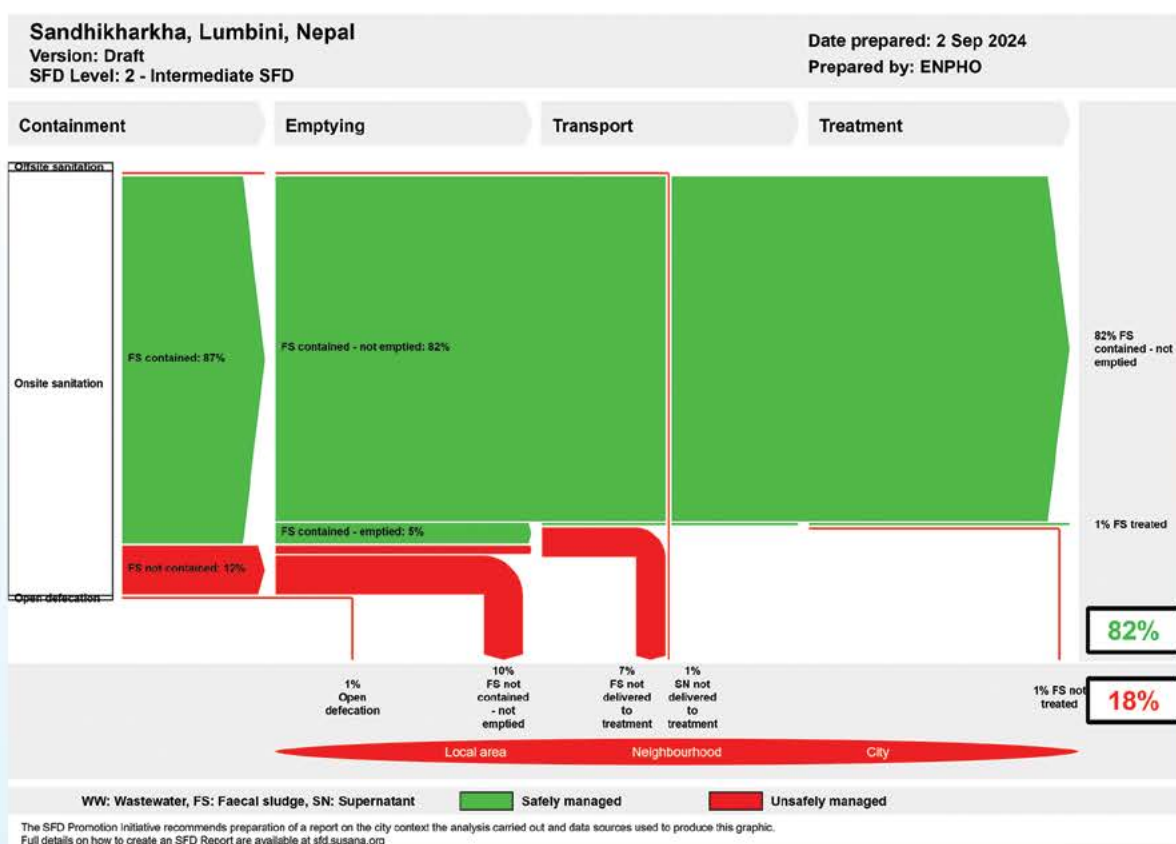 Sandhikharkha, Lumbini, Nepal
Version: Draft
SFD Level: 2 - Intermediate SFD
Date prepared: 2 Sep 2024
Prepared by: ENPHO
Containment
Emptying
Transport
Treatment
Offsite sanitation
FS contained: 87%
FS contained - not emptied: 82%
82% FS
contained - not
emptied
Onsite sanitation
FS contained - emptied: 5%
1% FS treated
FS not contained: 12%
Open defecation
82%
1%
Open
defecation
10%
FS not
contained
- not
emptied
7%
FS not
delivered
to
treatment
1%
SN not
delivered
to
treatment
1% FS not
treated
18%
Local area
Neighbourhood
City
WW: Wastewater, FS: Faecal sludge, SN: Supernatant
Safely managed
Unsafely managed
The SFD Promotion Initiative recommends preparation of a report on the city context the analysis carried out and data sources used to produce this graphic.
Full details on how to create an SFD Report are available at sfd.susana.org